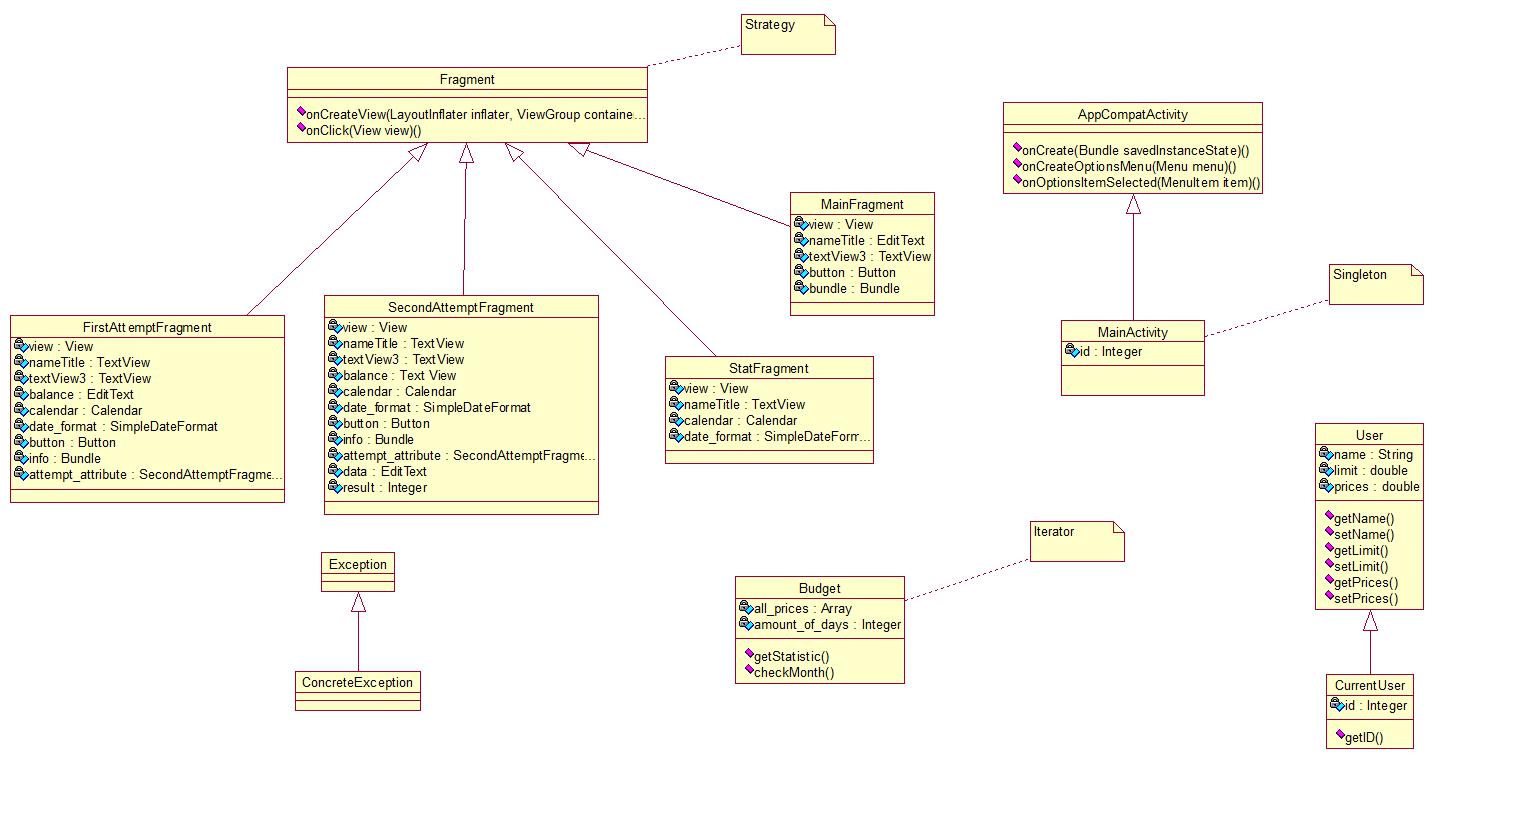 Strategy
Fragment
onCreateView(LayoutInflater inflater, ViewGroup containe...
onClick(View view)()
AppCompatActivity
onCreate(Bundle savedInstanceState)()
onCreateOptionsMenu(Menu menu)()
onOptionsItemSelected(MenuItem item)()
MainFragment
view : View
nameTitle : EditText
textView3 : TextView
button : Button
bundle : Bundle
Singleton
MainActivity
id : Integer
FirstAttemptFragment
view : View
nameTitle : TextView
textView3 : TextView
balance : EditText
calendar : Calendar
date_format : SimpleDateFormat
button : Button
info : Bundle
attempt_attribute : SecondAttemptFragme...
SecondAttemptFragment
view : View
nameTitle : TextView
textView3 : TextView
balance : Text View
calendar : Calendar
date_format : SimpleDateFormat
button : Button
info : Bundle
attempt_attribute : SecondAttemptFragme...
data : EditText
result : Integer
StatFragment
view : View
nameTitle : TextView
calendar : Calendar
date_format : SimpleDateForm...
User
name : String
limit : double
prices : double
getName()
setName()
getLimit()
setLimit()
getPrices()
setPrices()
Iterator
Exception
Budget
all_prices : Array
amount_of_days : Integer
getStatistic()
checkMonth()
ConcreteException
CurrentUser
id : Integer
getID()